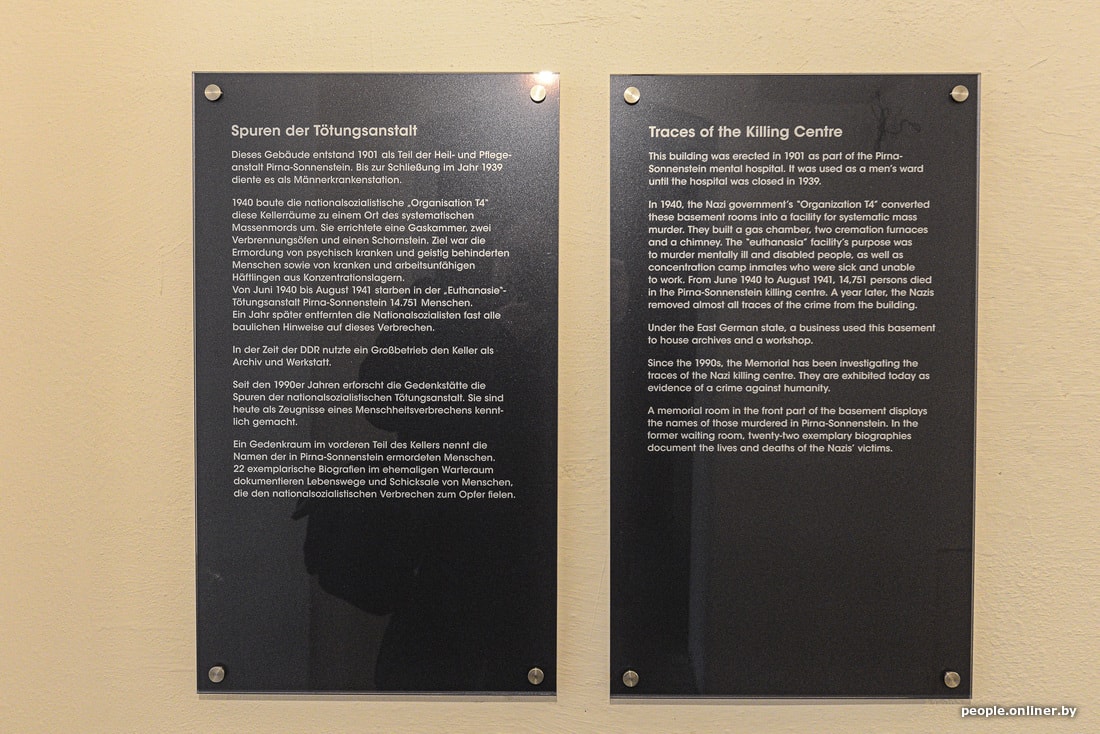 Spuren der Tötungsanstalt
Dieses Gebäude entstand 1901 als Teil der Heil- und Pflege-
anstalt Pirna-Sonnenstein. Bis zur Schließung im Jahr 1939
diente es als Männerkrankenstation.
1940 baute die nationalsozialistische „Organisation T4"
diese Kellerräume zu einem Ort des systematischen
Massenmords um. Sie errichtete eine Gaskammer, zwei
Verbrennungsöfen und einen Schornstein. Ziel war die
Ermordung von psychisch kranken und geistig behinderten
Menschen sowie von kranken und arbeitsunfähigen
Häftlingen aus Konzentrationslagern.
Von Juni 1940 bis August 1941 starben in der „Euthanasie"-
Tötungsanstalt Pirna-Sonnenstein 14.751 Menschen.
Ein Jahr später entfernten die Nationalsozialisten fast alle
baulichen Hinweise auf dieses Verbrechen.
In der Zeit der DDR nutzte ein Großbetrieb den Keller als
Archiv und Werkstatt.
Seit den 1990er Jahren erforscht die Gedenkstätte die
Spuren der nationalsozialistischen Tötungsanstalt. Sie sind
heute als Zeugnisse eines Menschheitsverbrechens kennt-
lich gemacht.
Ein Gedenkraum im vorderen Teil des Kellers nennt die
Namen der in Pirna-Sonnenstein ermordeten Menschen.
22 exemplarische Biografien im ehemaligen Warteraum
dokumentieren Lebenswege und Schicksale von Menschen,
die den nationalsozialistischen Verbrechen zum Opfer fielen.
Traces of the Killing Centre
This building was erected in 1901 as part of the Pirna-
Sonnenstein mental hospital. It was used as a men's ward
until the hospital was closed in 1939.
In 1940, the Nazi government's "Organization T4" converted
these basement rooms into a facility for systematic mass
murder. They built a gas chamber, two cremation furnaces
and a chimney. The "euthanasia" facility's purpose was
to murder mentally ill and disabled people, as well as
concentration camp inmates who were sick and unable
to work. From June 1940 to August 1941, 14,751 persons died
in the Pirna-Sonnenstein killing centre. A year later, the Nazis
removed almost all traces of the crime from the building.
Under the East German state, a business used this basement
to house archives and a workshop.
Since the 1990s, the Memorial has been investigating the
traces of the Nazi killing centre. They are exhibited today as
evidence of a crime against humanity.
A memorial room in the front part of the basement displays
the names of those murdered in Pirna-Sonnenstein. In the
former waiting room, twenty-two exemplary biographies
document the lives and deaths of the Nazis' victims.
people.onliner.by